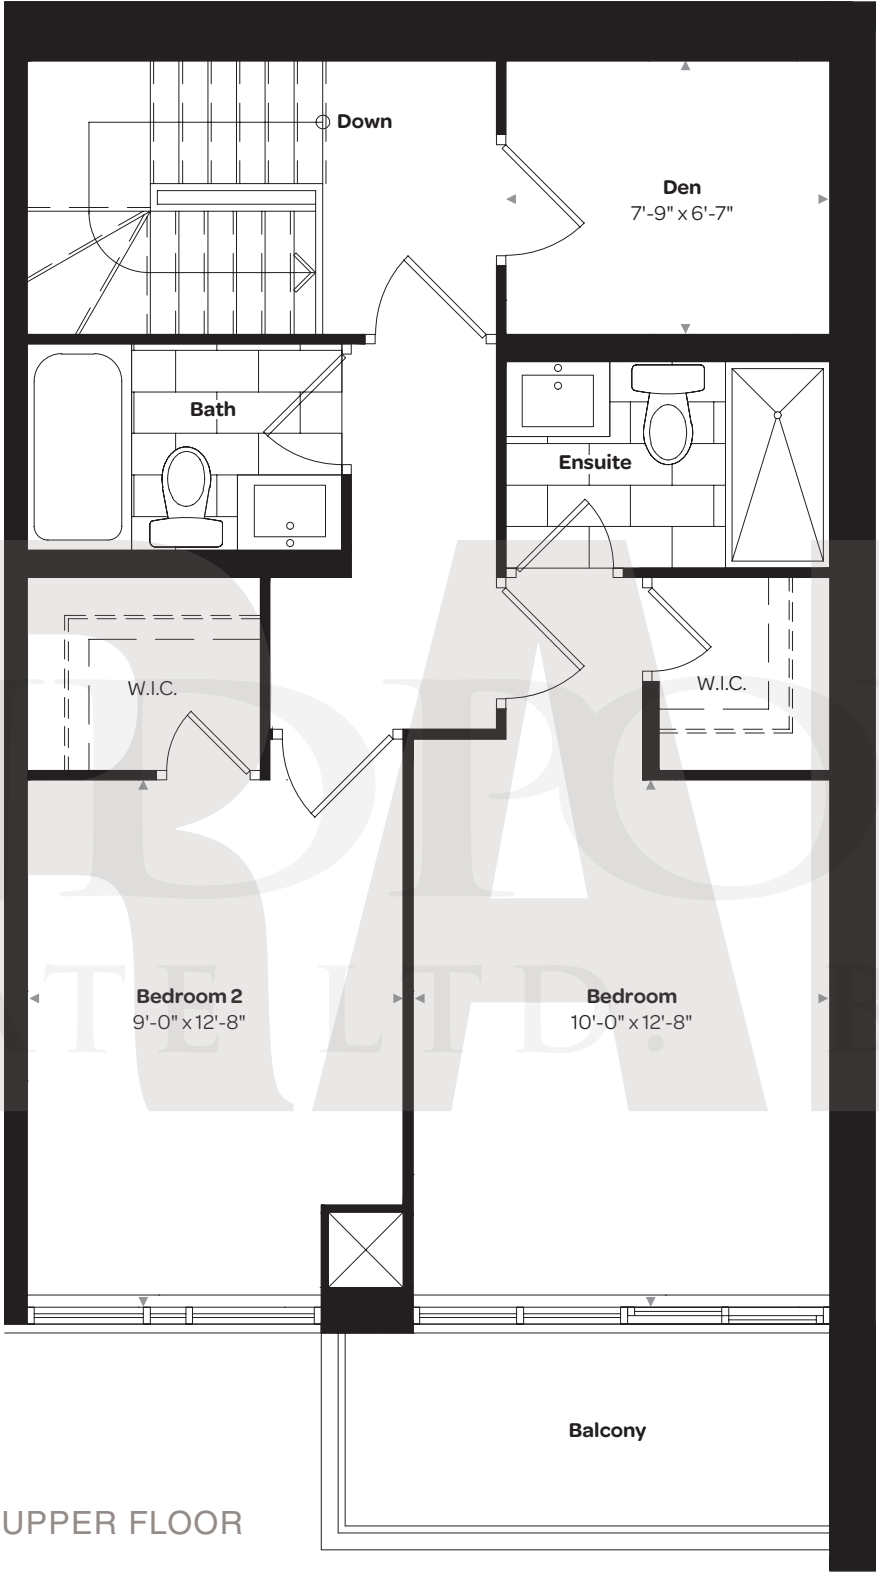 Down
Den
7'-9" x 6'-7"
Bath
Ensuite
W.I.C.
W.I.C.
Bedroom 2
9'-0" x 12'-8"
Bedroom
10'-0" x 12'-8"
LTD.
Balcony
UPPER FLOOR